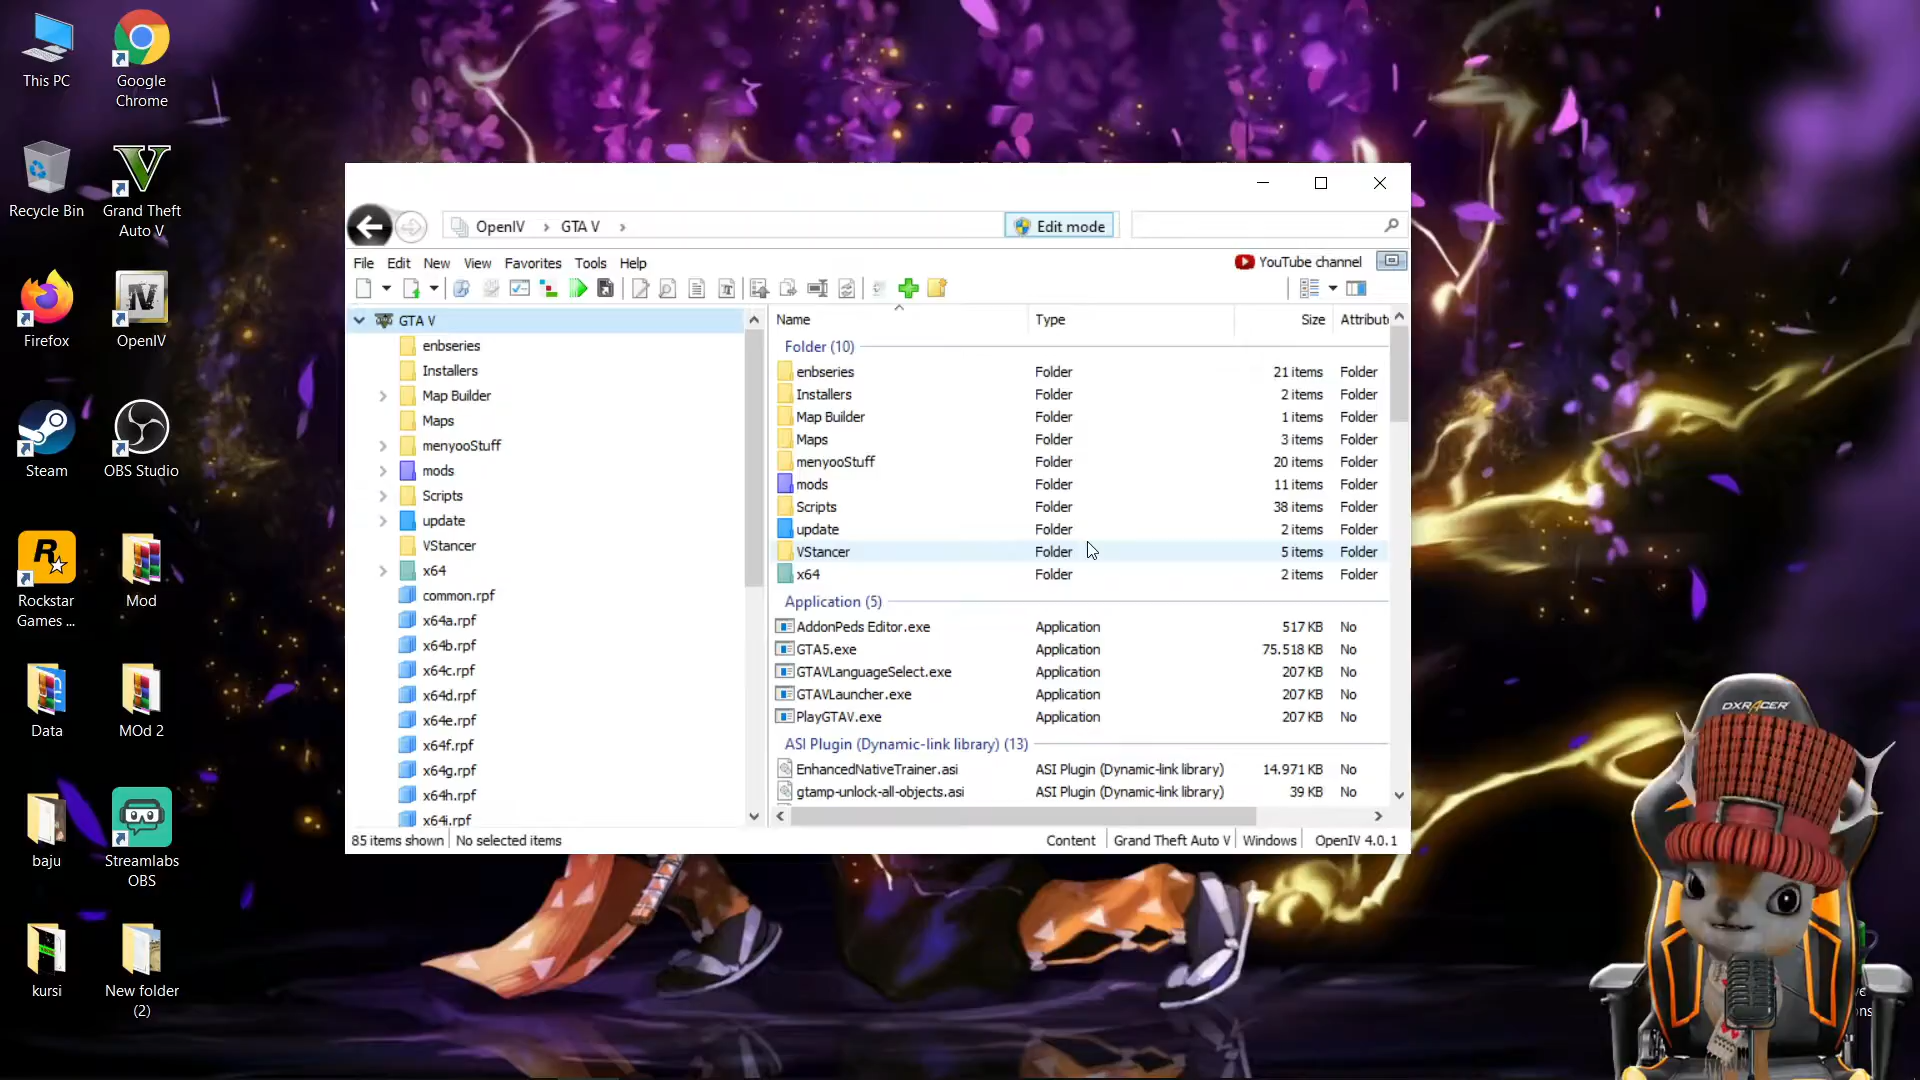 This PC
Google
Chrome
Recycle Bin
Grand Theft
Auto V
Firefox
OpenIV
Steam
OBS Studio
Rockstar
Games ...
Mod
Data
MOd 2
baju
Streamlabs
OBS
kursi
New folder
(2)
OpenIV > GTA V >
Edit mode
File Edit New View Favorites Tools Help
YouTube channel
GTA V
enbseries
Installers
Map Builder
Maps
menyooStuff
mods
Scripts
update
VStancer
x64
common.rpf
x64a.rpf
x64b.rpf
x64c.rpf
x64d.rpf
x64e.rpf
x64f.rpf
x64g.rpf
x64h.rpf
x64i.rpf
Name Type Size Attribut
Folder (10)
enbseries Folder 21 items Folder
Installers Folder 2 items Folder
Map Builder Folder 1 items Folder
Maps Folder 3 items Folder
menyooStuff Folder 20 items Folder
mods Folder 11 items Folder
Scripts Folder 38 items Folder
update Folder 2 items Folder
VStancer Folder 5 items Folder
x64 Folder 2 items Folder
Application (5)
AddonPeds Editor.exe Application 517 KB No
GTA5.exe Application 75.518 KB No
GTAVLanguageSelect.exe Application 207 KB No
GTAVLauncher.exe Application 207 KB No
PlayGTAV.exe Application 207 KB No
ASI Plugin (Dynamic-link library) (13)
EnhancedNativeTrainer.asi ASI Plugin (Dynamic-link library) 14.971 KB No
gtamp-unlock-all-objects.asi ASI Plugin (Dynamic-link library) 39 KB No
85 items shown No selected items Content Grand Theft Auto V Windows OpenIV 4.0.1
DXRACER